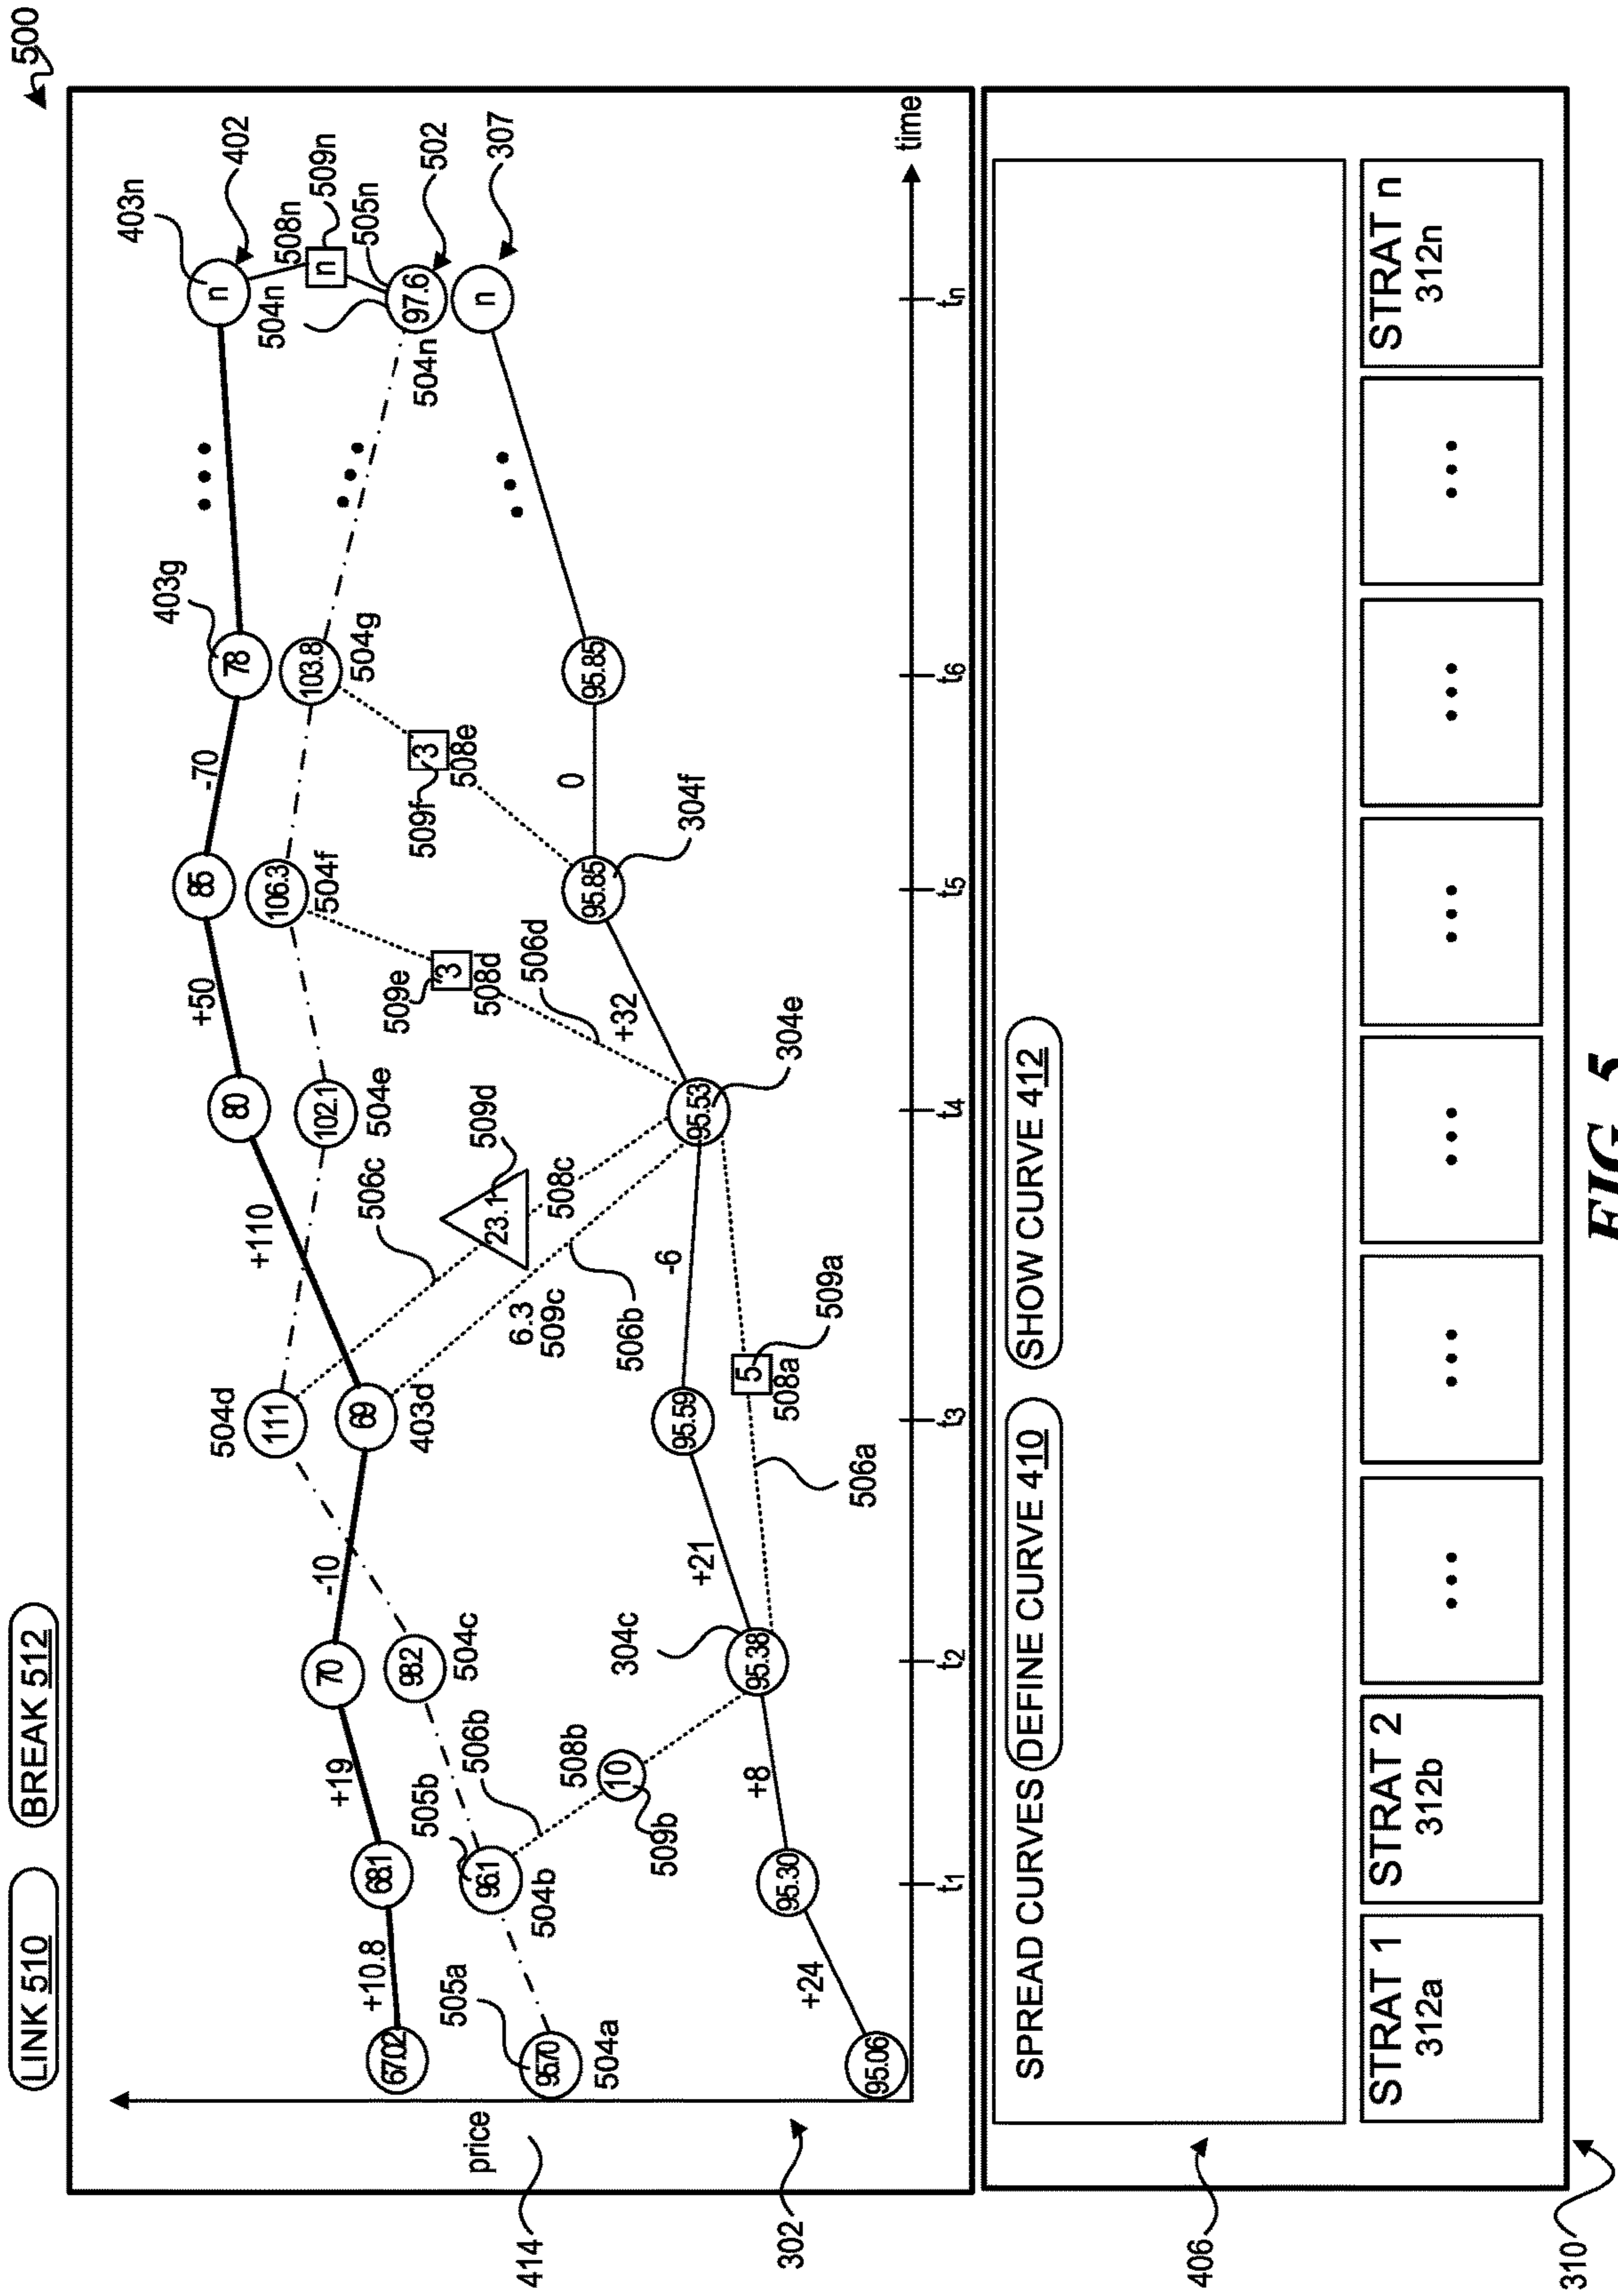 500
LINK 510
BREAK 512
414
302
price
time
402
403n
n
508n
509n
n
505n
504n
97.6
504n
502
307
n
67.02
+10.8
68.1
+19
70
-10
69
403d
+110
80
+50
85
-70
78
403g
505a
95.70
504a
505b
96.1
504b
506b
98.2
504c
504d
111
102.1
504e
106.3
504f
103.8
504g
508b
10
509b
506c
23.1
509d
508c
6.3
509c
506b
509e
3
508d
506d
509f
3
508e
95.06
+24
95.30
+8
304c
95.38
+21
95.59
-6
95.53
304e
+32
95.85
304f
0
95.85
506a
5
508a
509a
t1
t2
t3
t4
t5
t6
tn
406
SPREAD CURVES DEFINE CURVE 410 SHOW CURVE 412
310
STRAT 1
312a
STRAT 2
312b
...
...
...
...
...
...
STRAT n
312n
FIG. 5